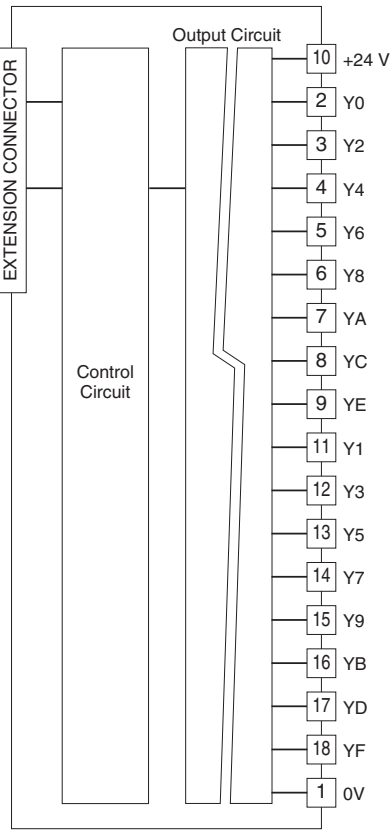 Output Circuit
EXTENSION CONNECTOR
Control
Circuit
10 +24 V
2 Y0
3 Y2
4 Y4
5 Y6
6 Y8
7 YA
8 YC
9 YE
11 Y1
12 Y3
13 Y5
14 Y7
15 Y9
16 YB
17 YD
18 YF
1 0V